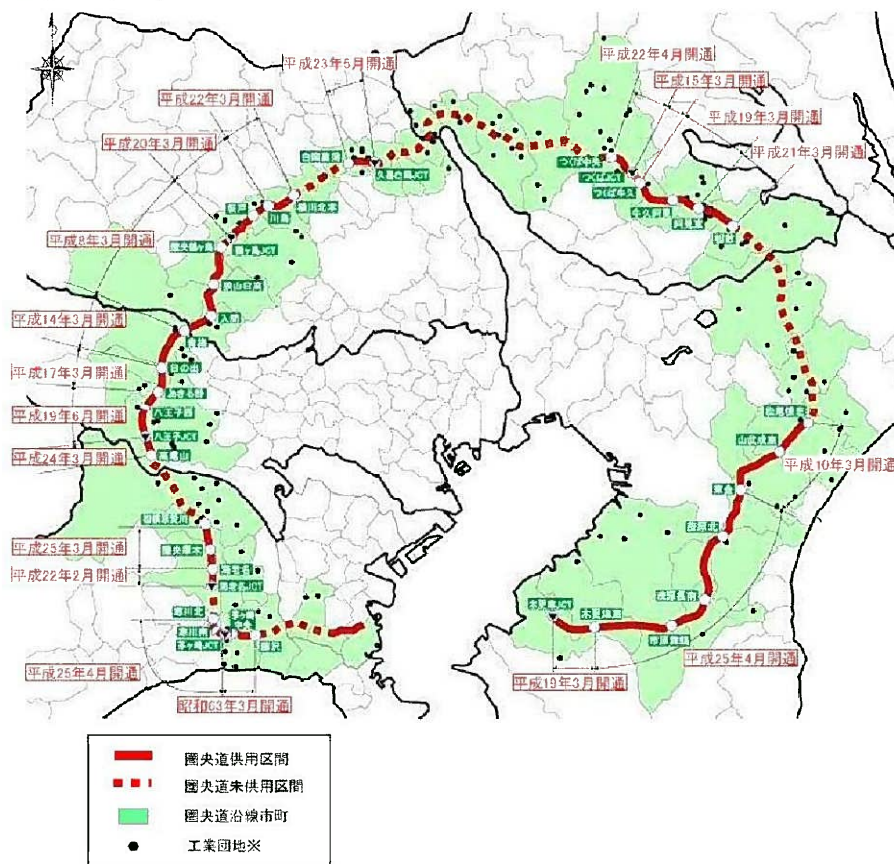 平成23年5月開通
平成22年4月開通
平成15年3月開通
平成22年3月開通
平成19年3月開通
平成20年3月開通
平成21年3月開通
白岡菖蒲
久喜白岡JCT
つくば中央
つくばJCT
つくば牛久
牛久阿見
阿見東
稲敷
桶川北本
川島
坂戸
圏央鶴ヶ島
鶴ヶ島JCT
平成8年3月開通
狭山日高
入間
平成14年3月開通
青梅
日の出
平成17年3月開通
あきる野
平成19年6月開通
八王子西
八王子JCT
平成24年3月開通
高尾山
松尾横芝
山武成東
平成10年3月開通
東金
茂原北
相模原愛川
平成25年3月開通
圏央厚木
海老名
平成22年2月開通
海老名JCT
茂原長南
木更津JCT
木更津東
市原鶴舞
寒川北
寒川南
茅ヶ崎JCT
藤沢
平成25年4月開通
平成25年4月開通
平成19年3月開通
昭和63年3月開通
圏央道供用区間
圏央道未供用区間
圏央道沿線市町
工業団地※